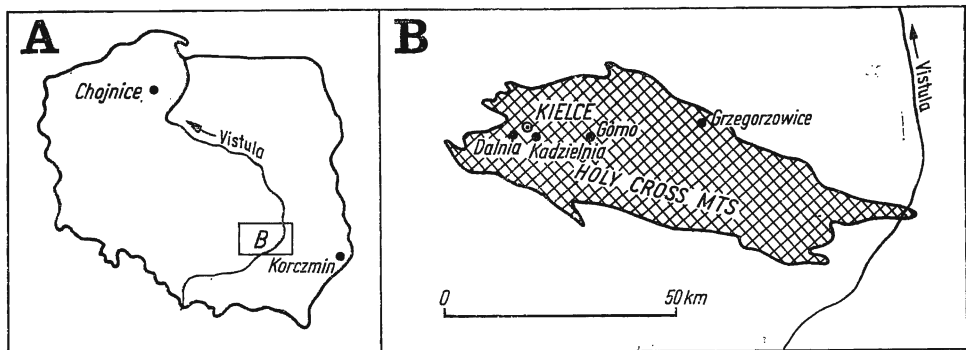 A
Chojnice
Vistula
B
Korczmin
B
Vistula
KIELCE
Grzegorzowice
Górno
Dalnia
Kadzielnia
HOLY CROSS MTS
0
50 km